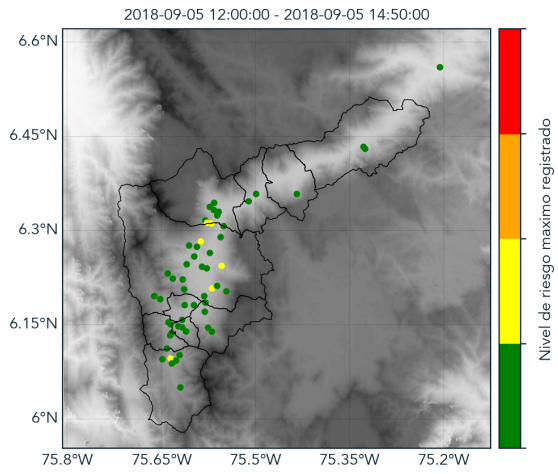 2018-09-05 12:00:00 - 2018-09-05 14:50:00
6.6°N
6.45°N
6.3°N
6.15°N
6°N
75.8°W
75.65°W
75.5°W
75.35°W
75.2°W
Nivel de riesgo maximo registrado